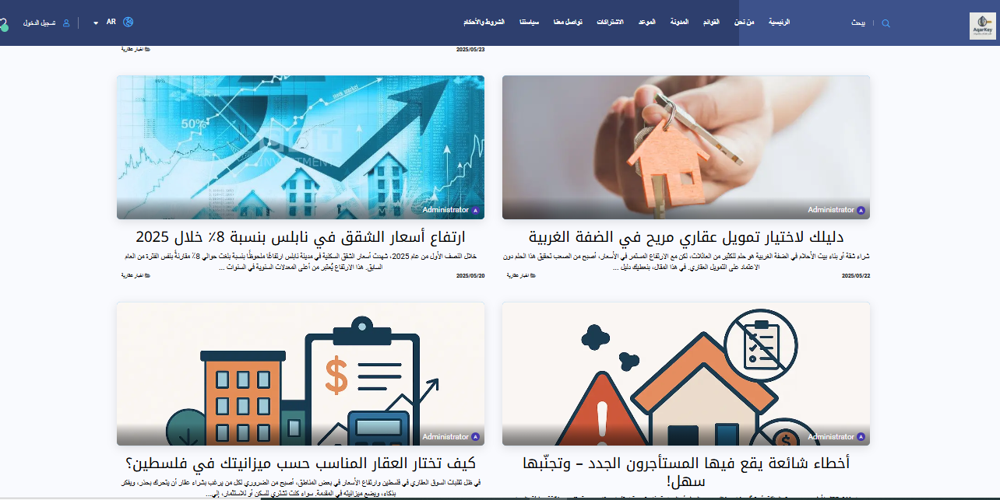 AqarKey
يبحث
الرئيسية
من نحن
القوائم
المدونة
الموعد
الاشتراكات
تواصل معنا
سياستنا
الشروط والأحكام
AR
تسجيل الدخول
2025/05/23
اخبار عقارية
Administrator A
دليلك لاختيار تمويل عقاري مريح في الضفة الغربية
شراء شقة أو بناء بيت الأحلام في الضفة الغربية هو حلم للكثير من العائلات، لكن مع الارتفاع المستمر في الأسعار، أصبح من الصعب تحقيق هذا الحلم دون
الاعتماد على التمويل العقاري. في هذا المقال، بنعطيك دليل ...
2025/05/22
اخبار عقارية
50%
Administrator A
ارتفاع أسعار الشقق في نابلس بنسبة 8٪ خلال 2025
خلال النصف الأول من عام 2025، شهدت أسعار الشقق السكنية في مدينة نابلس ارتفاعًا ملحوظًا بنسبة بلغت حوالي 8٪ مقارنةً بنفس الفترة من العام
السابق. هذا الارتفاع يُعتبر من أعلى المعدلات السنوية في السنوات ...
2025/05/20
اخبار عقارية
Administrator A
أخطاء شائعة يقع فيها المستأجرون الجدد – وتجنّبها
سهل!
$
Administrator A
كيف تختار العقار المناسب حسب ميزانيتك في فلسطين؟
في ظل تقلبات السوق العقاري في فلسطين وارتفاع الأسعار في بعض المناطق، أصبح من الضروري لكل من يرغب بشراء عقار أن يتحرك بحذر، ويفكر
بذكاء، ويضع ميزانيته في المقدمة. سواء كنت تشتري للسكن أو للاستثمار، إلي...